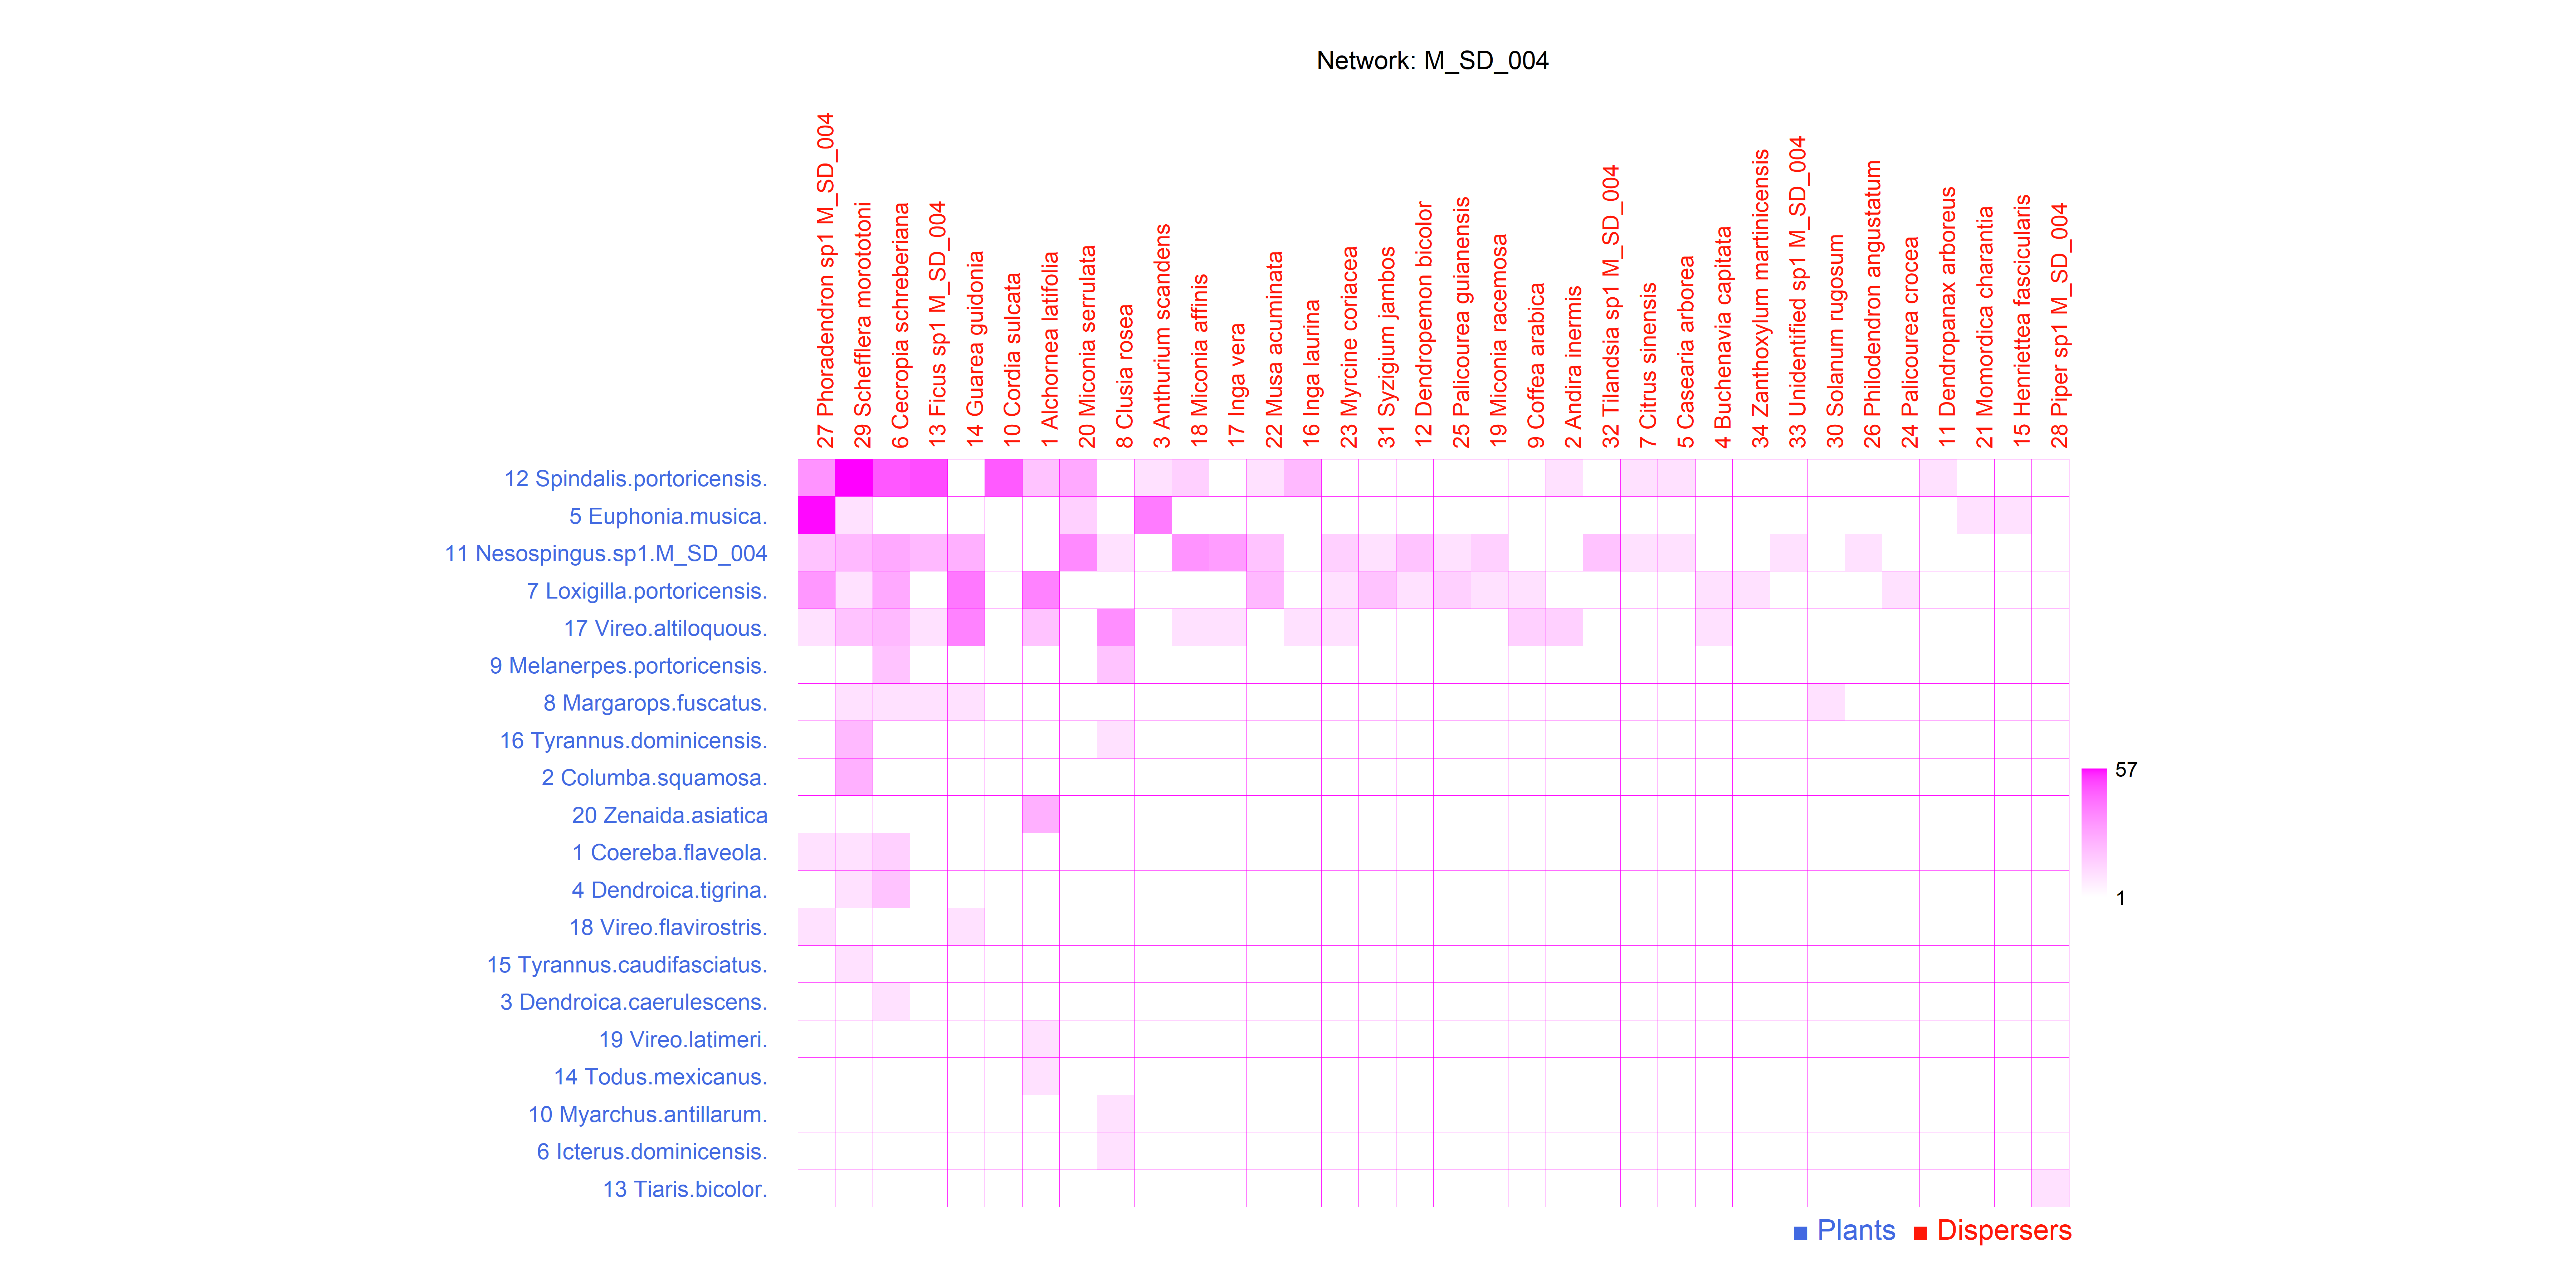 Network: M_SD_004
27 Phoradendron sp1 M_SD_004
29 Schefflera morototoni
6 Cecropia schreberiana
13 Ficus sp1 M_SD_004
14 Guarea guidonia
10 Cordia sulcata
1 Alchornea latifolia
20 Miconia serrulata
8 Clusia rosea
3 Anthurium scandens
18 Miconia affinis
17 Inga vera
22 Musa acuminata
16 Inga laurina
23 Myrcine coriacea
31 Syzigium jambos
12 Dendropemon bicolor
25 Palicourea guianensis
19 Miconia racemosa
9 Coffea arabica
2 Andira inermis
32 Tilandsia sp1 M_SD_004
7 Citrus sinensis
5 Casearia arborea
4 Buchenavia capitata
34 Zanthoxylum martinicensis
33 Unidentified sp1 M_SD_004
30 Solanum rugosum
26 Philodendron angustatum
24 Palicourea crocea
11 Dendropanax arboreus
21 Momordica charantia
15 Henriettea fascicularis
28 Piper sp1 M_SD_004
12 Spindalis.portoricensis.
5 Euphonia.musica.
11 Nesospingus.sp1.M_SD_004
7 Loxigilla.portoricensis.
17 Vireo.altiloquous.
9 Melanerpes.portoricensis.
8 Margarops.fuscatus.
16 Tyrannus.dominicensis.
2 Columba.squamosa.
20 Zenaida.asiatica
1 Coereba.flaveola.
4 Dendroica.tigrina.
18 Vireo.flavirostris.
15 Tyrannus.caudifasciatus.
3 Dendroica.caerulescens.
19 Vireo.latimeri.
14 Todus.mexicanus.
10 Myarchus.antillarum.
6 Icterus.dominicensis.
13 Tiaris.bicolor.
57
1
Plants Dispersers